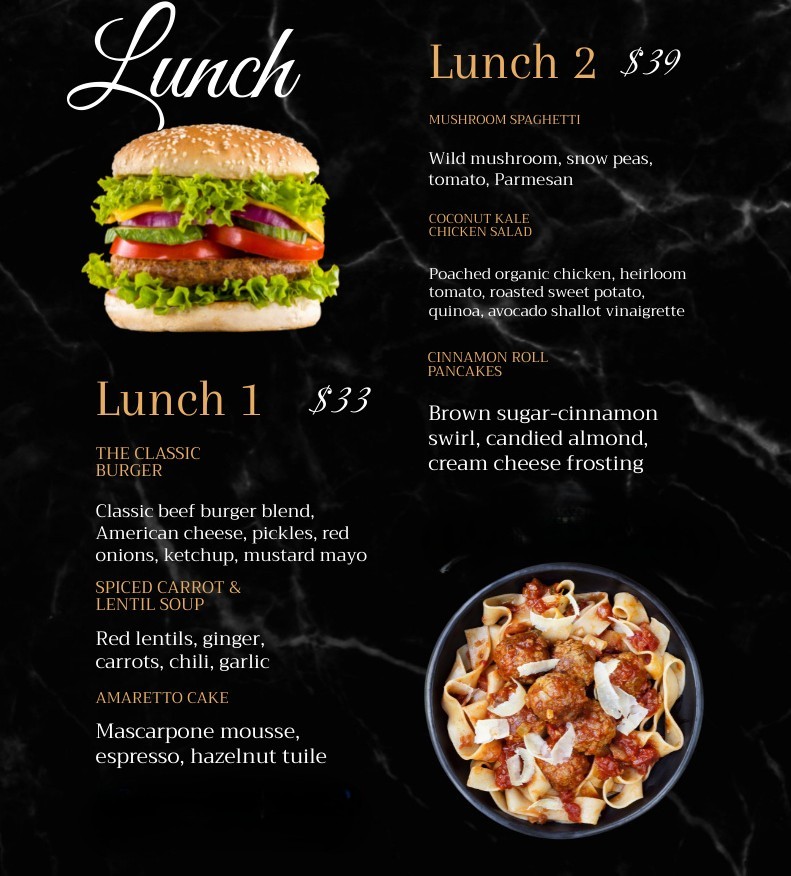 Lunch
Lunch 1 $33
THE CLASSIC
BURGER
Classic beef burger blend,
American cheese, pickles, red
onions, ketchup, mustard mayo
SPICED CARROT &
LENTIL SOUP
Red lentils, ginger,
carrots, chili, garlic
AMARETTO CAKE
Mascarpone mousse,
espresso, hazelnut tuile
Lunch 2 $39
MUSHROOM SPAGHETTI
Wild mushroom, snow peas,
tomato, Parmesan
COCONUT KALE
CHICKEN SALAD
Poached organic chicken, heirloom
tomato, roasted sweet potato,
quinoa, avocado shallot vinaigrette
CINNAMON ROLL
PANCAKES
Brown sugar-cinnamon
swirl, candied almond,
cream cheese frosting